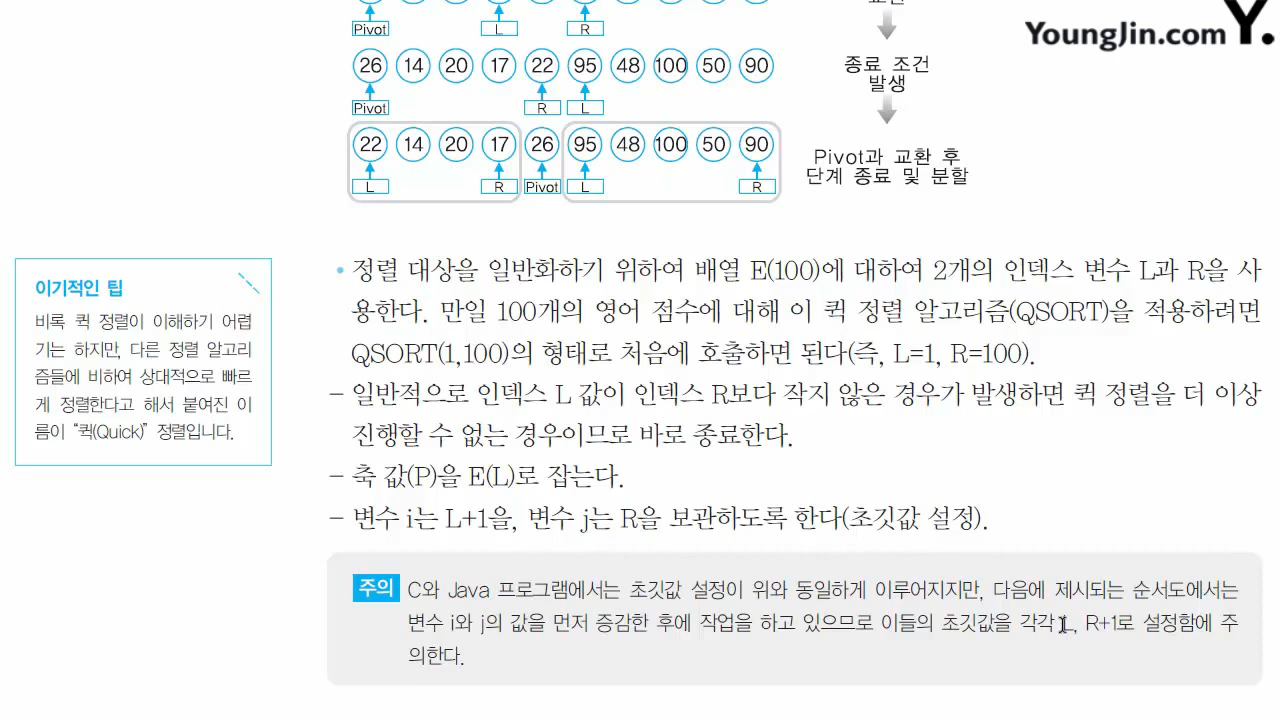 Pivot L R
YoungJin.com Y.
26 14 20 17 22 95 48 100 50 90
종료 조건
발생
Pivot R L
22 14 20 17 26 95 48 100 50 90
Pivot과 교환 후
단계 종료 및 분할
L R Pivot L R
이기적인 팁
비록 퀵 정렬이 이해하기 어렵
기는 하지만, 다른 정렬 알고리
즘들에 비하여 상대적으로 빠르
게 정렬한다고 해서 붙여진 이
름이 “퀵(Quick)” 정렬입니다.
• 정렬 대상을 일반화하기 위하여 배열 E(100)에 대하여 2개의 인덱스 변수 L과 R을 사
용한다. 만일 100개의 영어 점수에 대해 이 퀵 정렬 알고리즘(QSORT)을 적용하려면
QSORT(1,100)의 형태로 처음에 호출하면 된다(즉, L=1, R=100).
– 일반적으로 인덱스 L 값이 인덱스 R보다 작지 않은 경우가 발생하면 퀵 정렬을 더 이상
진행할 수 없는 경우이므로 바로 종료한다.
– 축 값(P)을 E(L)로 잡는다.
– 변수 i는 L+1을, 변수 j는 R을 보관하도록 한다(초깃값 설정).
주의 C와 Java 프로그램에서는 초깃값 설정이 위와 동일하게 이루어지지만, 다음에 제시되는 순서도에서는
변수 i와 j의 값을 먼저 증감한 후에 작업을 하고 있으므로 이들의 초깃값을 각각 L, R+1로 설정함에 주
의한다.